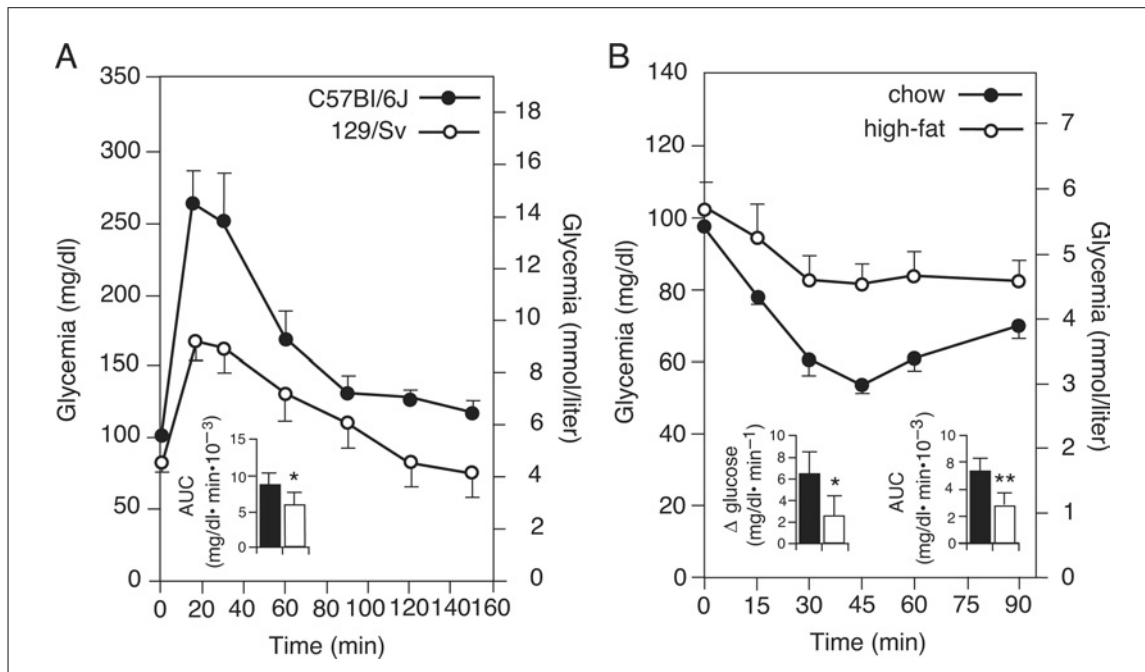 A
350
300
250
200
150
100
50
0
Glycemia (mg/dl)
C57BI/6J
129/Sv
18
16
14
12
10
8
6
4
2
0
Glycemia (mmol/liter)
AUC
(mg/dl• min•10⁻³)
15
10
5
0
*
0 20 40 60 80 100 120 140 160
Time (min)
B
140
120
100
80
60
40
20
0
Glycemia (mg/dl)
chow
high-fat
7
6
5
4
3
2
1
0
Glycemia (mmol/liter)
Δ glucose
(mg/dl• min⁻¹)
10
8
6
4
2
0
*
AUC
(mg/dl• min•10⁻³)
10
8
4
2
0
**
0 15 30 45 60 75 90
Time (min)